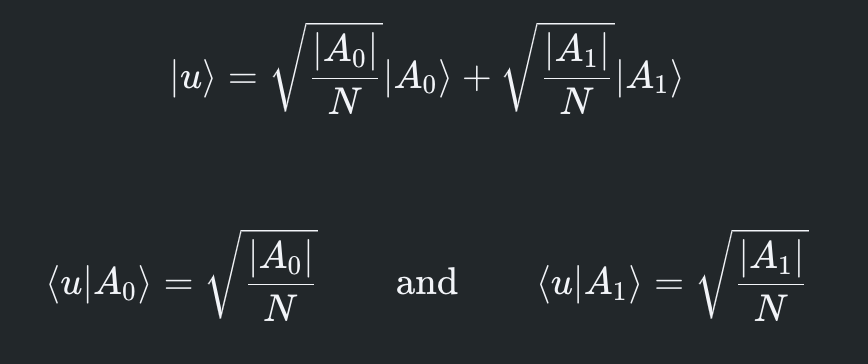 |u⟩ = √(|A₀|/N) |A₀⟩ + √(|A₁|/N) |A₁⟩
⟨u|A₀⟩ = √(|A₀|/N) and ⟨u|A₁⟩ = √(|A₁|/N)